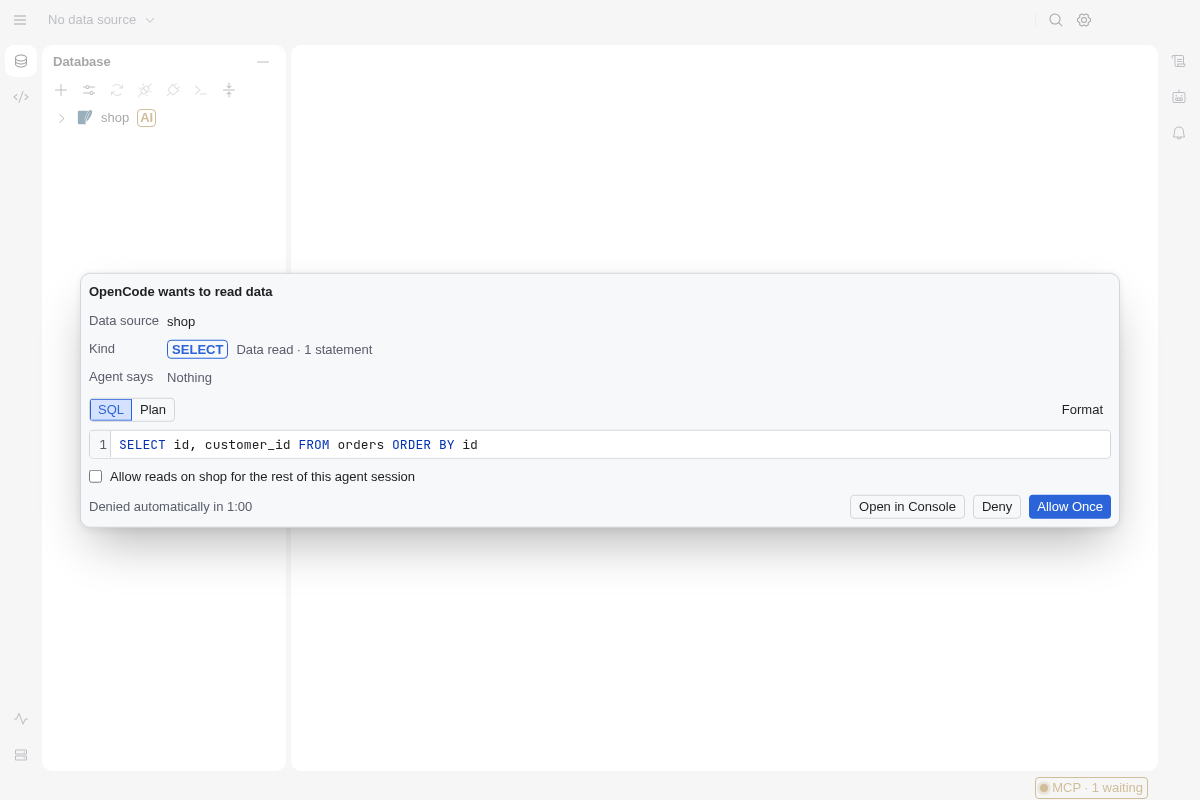 No data source
Database
shop AI
OpenCode wants to read data
Data source shop
Kind SELECT Data read · 1 statement
Agent says Nothing
SQL Plan Format
1 SELECT id, customer_id FROM orders ORDER BY id
Allow reads on shop for the rest of this agent session
Denied automatically in 1:00 Open in Console Deny Allow Once
MCP · 1 waiting